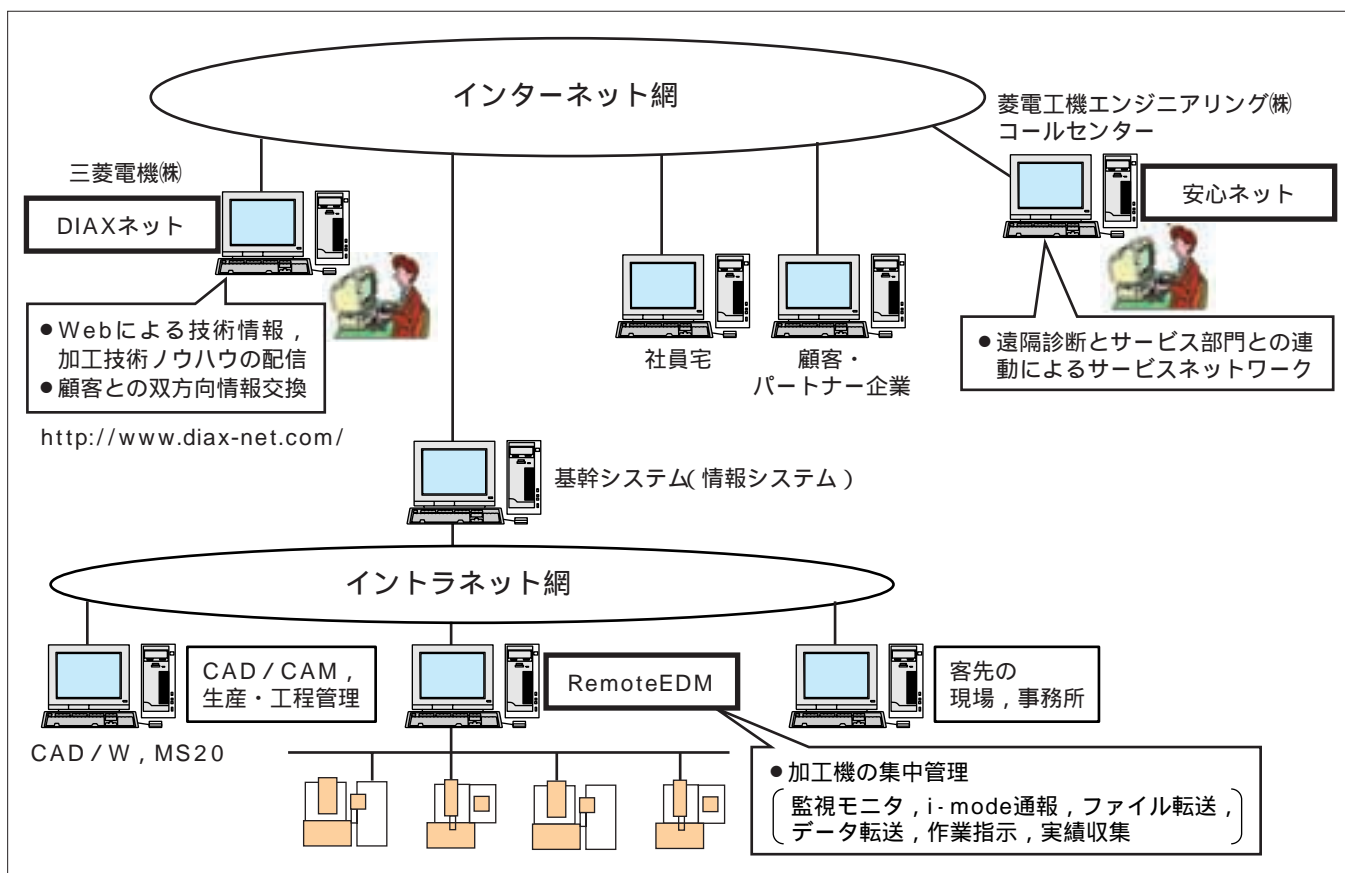 インターネット網
三菱電機㈱
DIAXネット
●Webによる技術情報，
加工技術ノウハウの配信
●顧客との双方向情報交換
http://www.diax-net.com/
社員宅
顧客・
パートナー企業
菱電工機エンジニアリング㈱
コールセンター
安心ネット
●遠隔診断とサービス部門との連
動によるサービスネットワーク
基幹システム(情報システム)
イントラネット網
CAD/CAM，
生産・工程管理
CAD/W，MS20
RemoteEDM
客先の
現場，事務所
●加工機の集中管理
監視モニタ，i-mode通報，ファイル転送，
データ転送，作業指示，実績収集